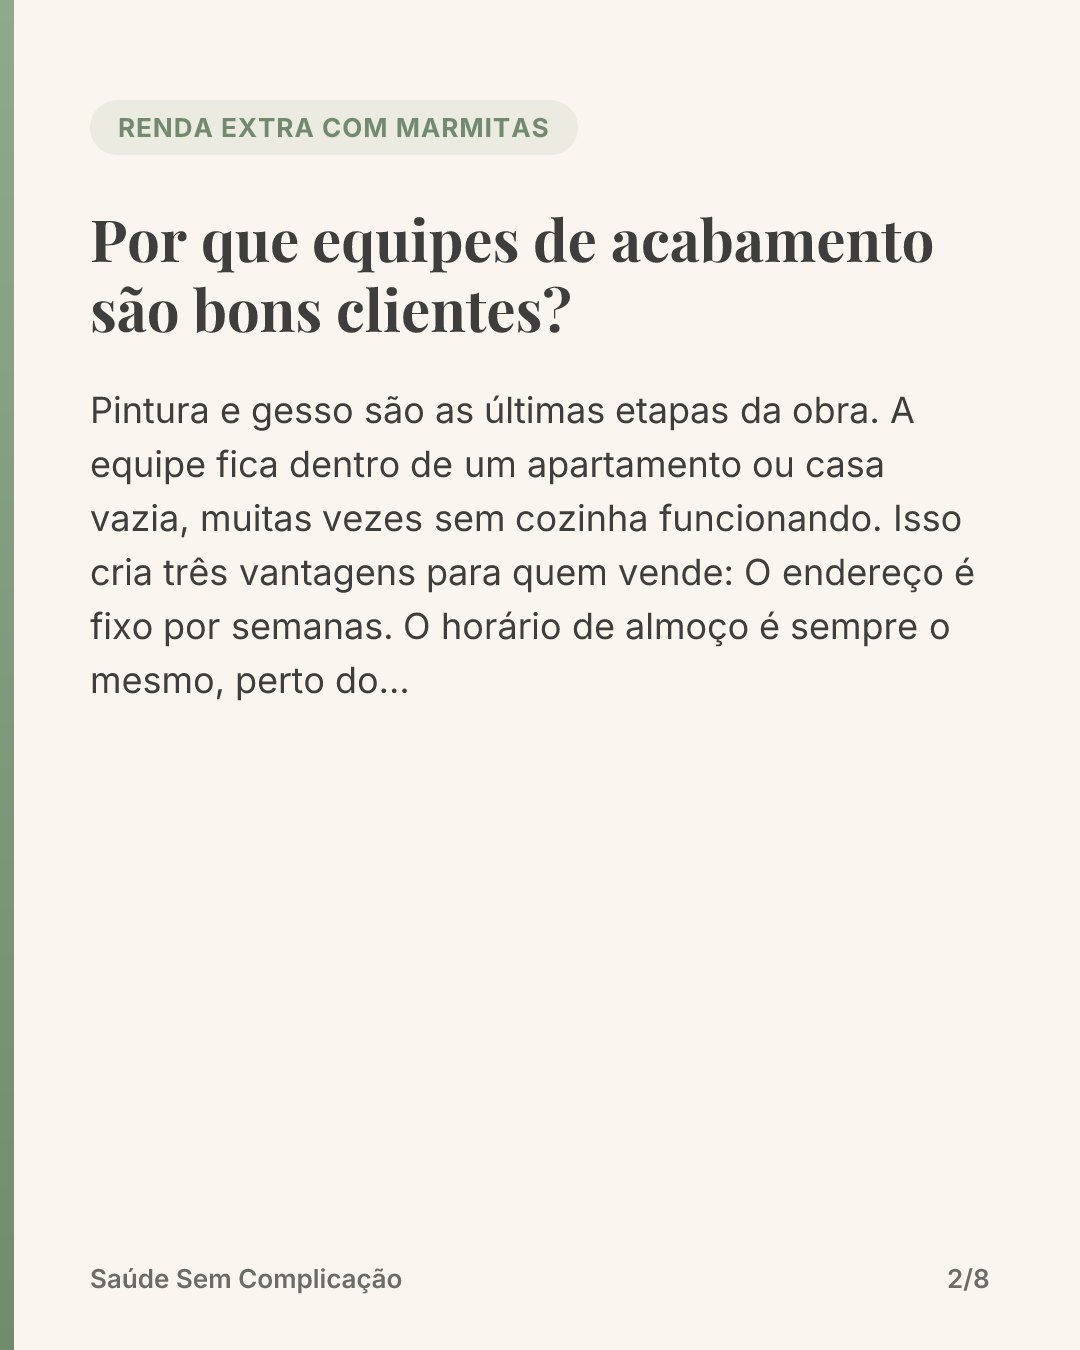 RENDA EXTRA COM MARMITAS
Por que equipes de acabamento
são bons clientes?
Pintura e gesso são as últimas etapas da obra. A
equipe fica dentro de um apartamento ou casa
vazia, muitas vezes sem cozinha funcionando. Isso
cria três vantagens para quem vende: O endereço é
fixo por semanas. O horário de almoço é sempre o
mesmo, perto do...
Saúde Sem Complicação
2/8